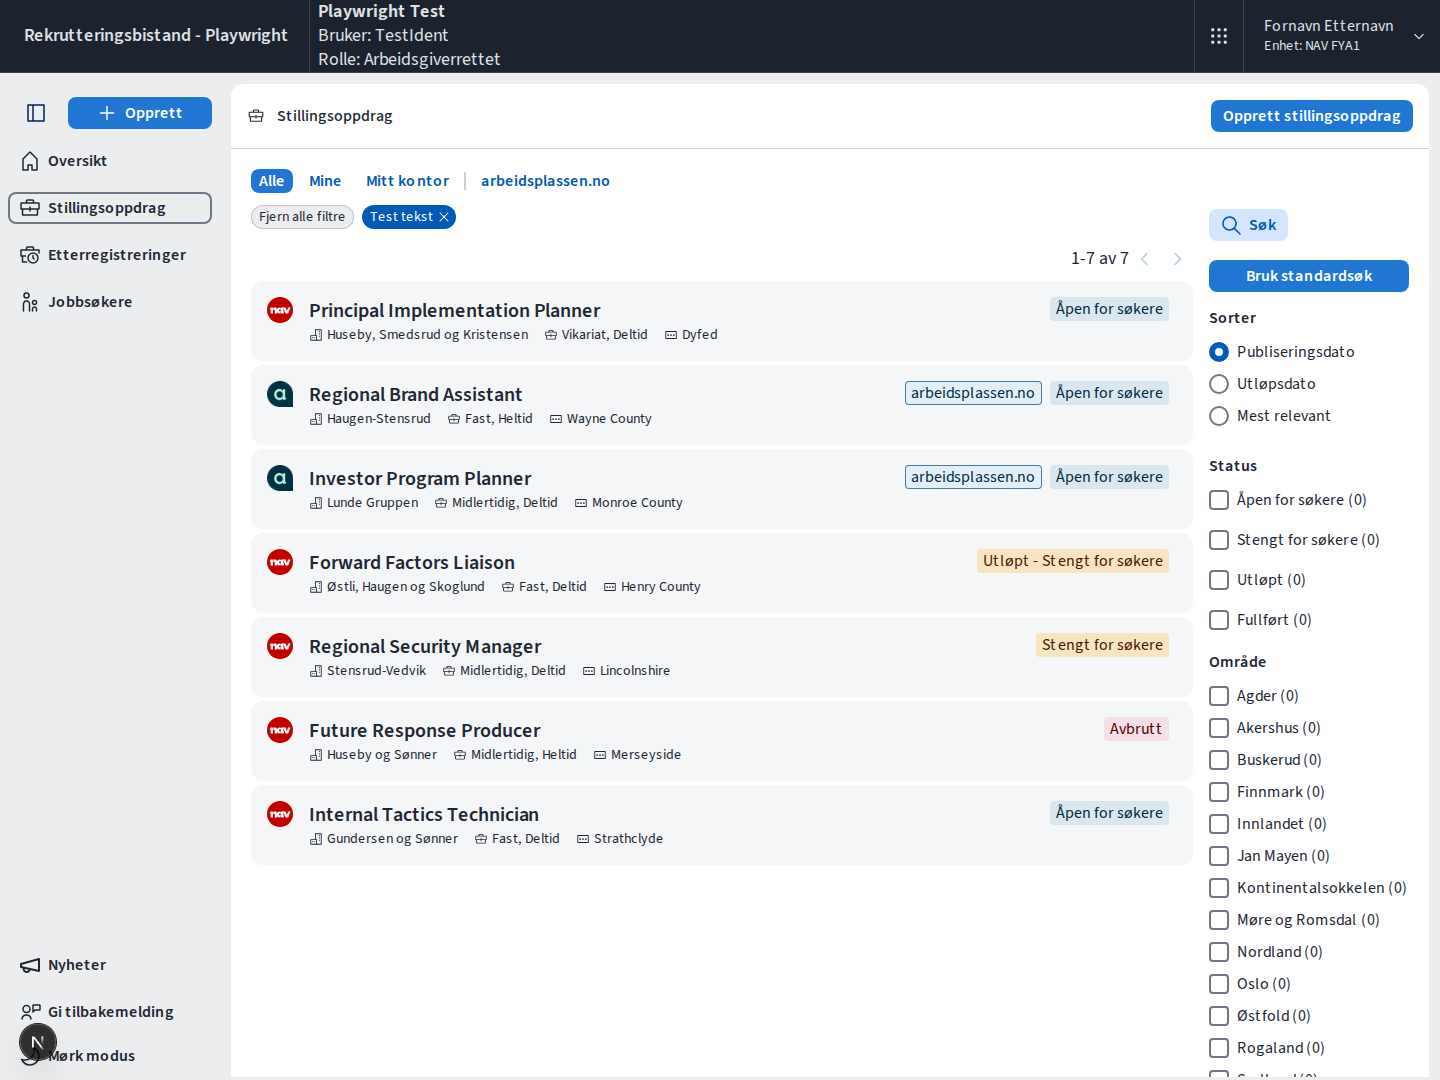 Rekrutteringsbistand - Playwright
Playwright Test
Bruker: TestIdent
Rolle: Arbeidsgiverrettet
Fornavn Etternavn
Enhet: NAV FYA1
Opprett
Oversikt
Stillingsoppdrag
Etterregistreringer
Jobbsøkere
Nyheter
Gi tilbakemelding
N
Mørk modus
Stillingsoppdrag
Opprett stillingsoppdrag
Alle Mine Mitt kontor arbeidsplassen.no
Fjern alle filtre Test tekst
1-7 av 7
nav Principal Implementation Planner Åpen for søkere
Huseby, Smedsrud og Kristensen Vikariat, Deltid Dyfed
a Regional Brand Assistant arbeidsplassen.no Åpen for søkere
Haugen-Stensrud Fast, Heltid Wayne County
a Investor Program Planner arbeidsplassen.no Åpen for søkere
Lunde Gruppen Midlertidig, Deltid Monroe County
nav Forward Factors Liaison Utløpt - Stengt for søkere
Østli, Haugen og Skoglund Fast, Deltid Henry County
nav Regional Security Manager Stengt for søkere
Stensrud-Vedvik Midlertidig, Deltid Lincolnshire
nav Future Response Producer Avbrutt
Huseby og Sønner Midlertidig, Heltid Merseyside
nav Internal Tactics Technician Åpen for søkere
Gundersen og Sønner Fast, Deltid Strathclyde
Søk
Bruk standardsøk
Sorter
Publiseringsdato
Utløpsdato
Mest relevant
Status
Åpen for søkere (0)
Stengt for søkere (0)
Utløpt (0)
Fullført (0)
Område
Agder (0)
Akershus (0)
Buskerud (0)
Finnmark (0)
Innlandet (0)
Jan Mayen (0)
Kontinentalsokkelen (0)
Møre og Romsdal (0)
Nordland (0)
Oslo (0)
Østfold (0)
Rogaland (0)